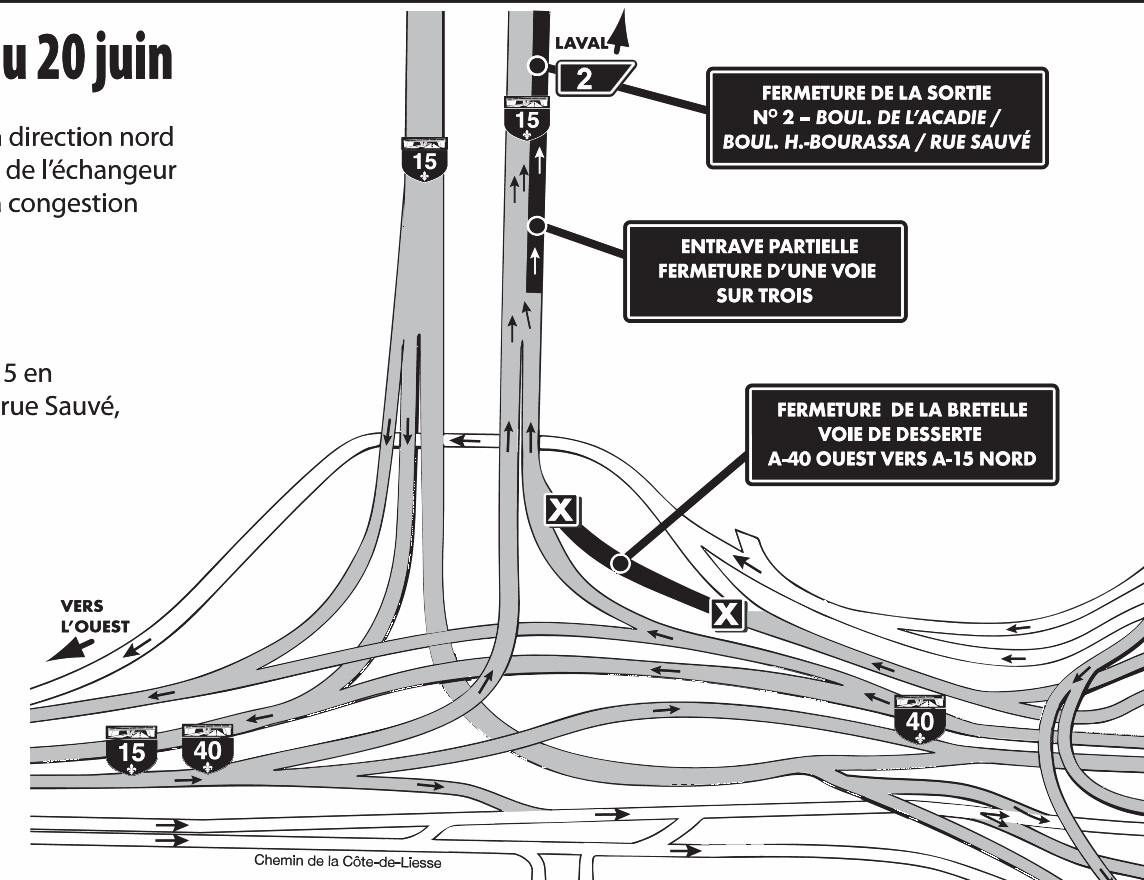 u 20 juin
direction nord
de l'échangeur
congestion
5 en
rue Sauvé,
LAVAL
2
15
15
FERMETURE DE LA SORTIE
Nº 2 – BOUL. DE L'ACADIE /
BOUL. H.-BOURASSA / RUE SAUVÉ
ENTRAVE PARTIELLE
FERMETURE D'UNE VOIE
SUR TROIS
FERMETURE DE LA BRETELLE
VOIE DE DESSERTE
A-40 OUEST VERS A-15 NORD
X
X
VERS
L'OUEST
40
15
40
Chemin de la Côte-de-Liesse